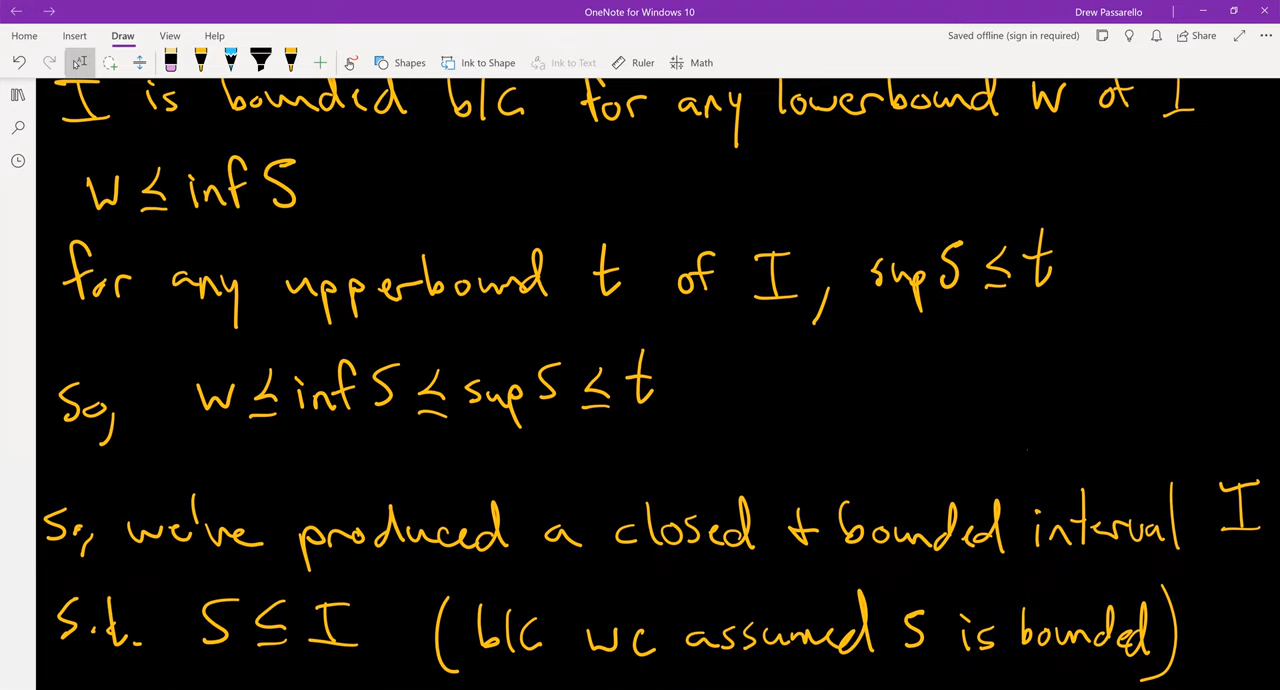 OneNote for Windows 10
Drew Passarello
Home Insert Draw View Help
Saved offline (sign in required) Share
Shapes Ink to Shape Ink to Text Ruler Math
I is bounded b/c for any lowerbound w of I
w ≤ inf S
for any upperbound t of I, sup S ≤ t
So, w ≤ inf S ≤ sup S ≤ t
So, we've produced a closed + bounded interval I
s.t. S ⊆ I (b/c we assumed S is bounded)